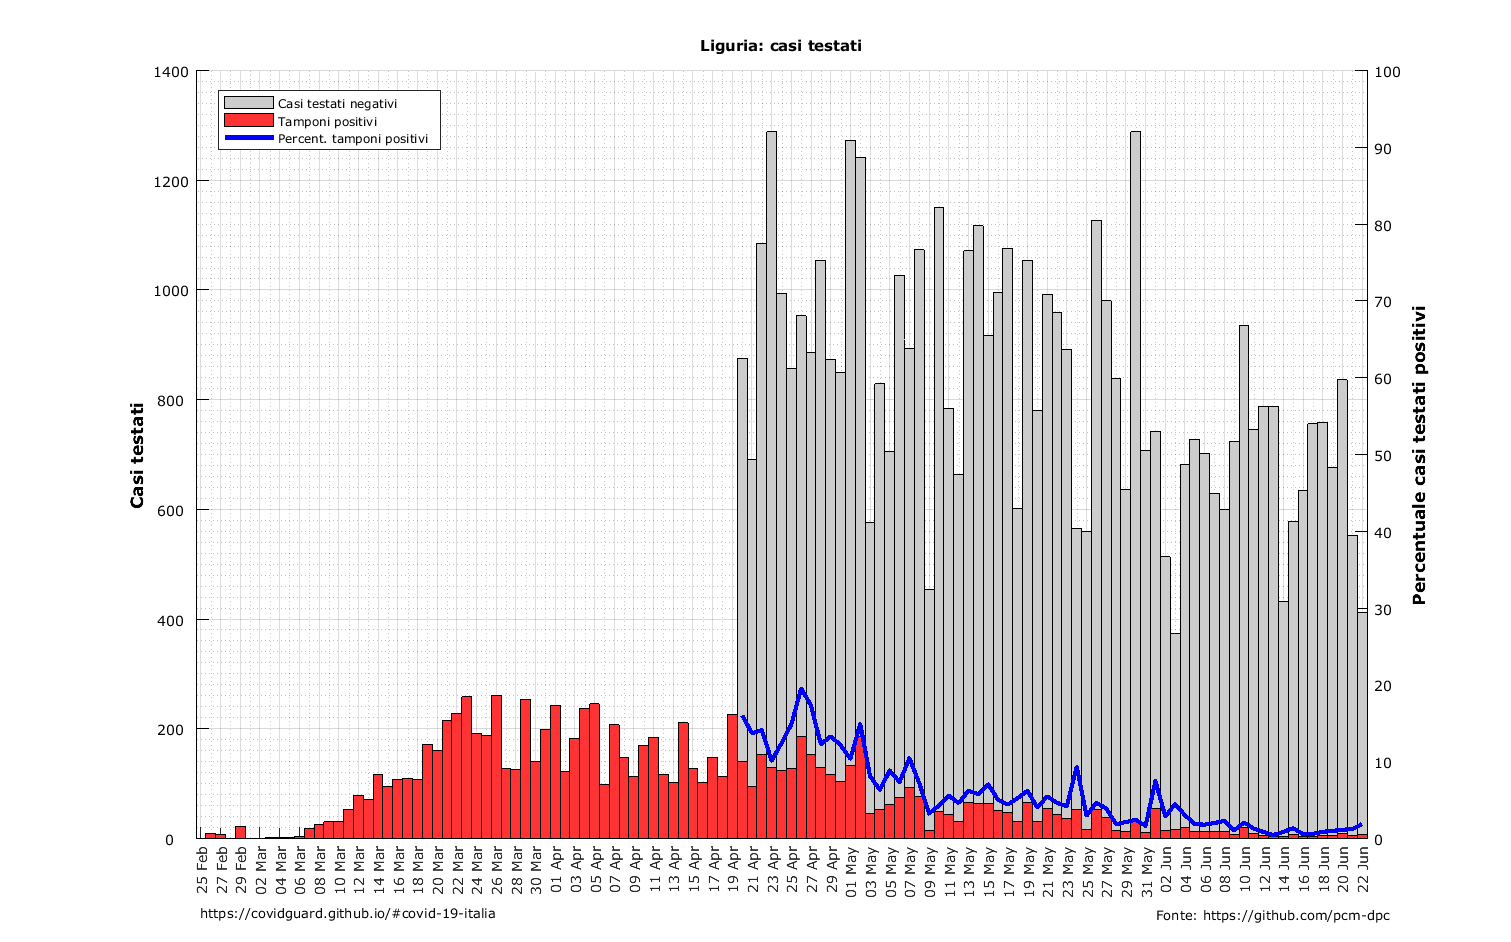 Liguria: casi testati
Casi testati negativi
Tamponi positivi
Percent. tamponi positivi
Casi testati
1400
1200
1000
800
600
400
200
0
Percentuale casi testati positivi
100
90
80
70
60
50
40
30
20
10
0
25 Feb
27 Feb
29 Feb
02 Mar
04 Mar
06 Mar
08 Mar
10 Mar
12 Mar
14 Mar
16 Mar
18 Mar
20 Mar
22 Mar
24 Mar
26 Mar
28 Mar
30 Mar
01 Apr
03 Apr
05 Apr
07 Apr
09 Apr
11 Apr
13 Apr
15 Apr
17 Apr
19 Apr
21 Apr
23 Apr
25 Apr
27 Apr
29 Apr
01 May
03 May
05 May
07 May
09 May
11 May
13 May
15 May
17 May
19 May
21 May
23 May
25 May
27 May
29 May
31 May
02 Jun
04 Jun
06 Jun
08 Jun
10 Jun
12 Jun
14 Jun
16 Jun
18 Jun
20 Jun
22 Jun
https://covidguard.github.io/#covid-19-italia
Fonte: https://github.com/pcm-dpc